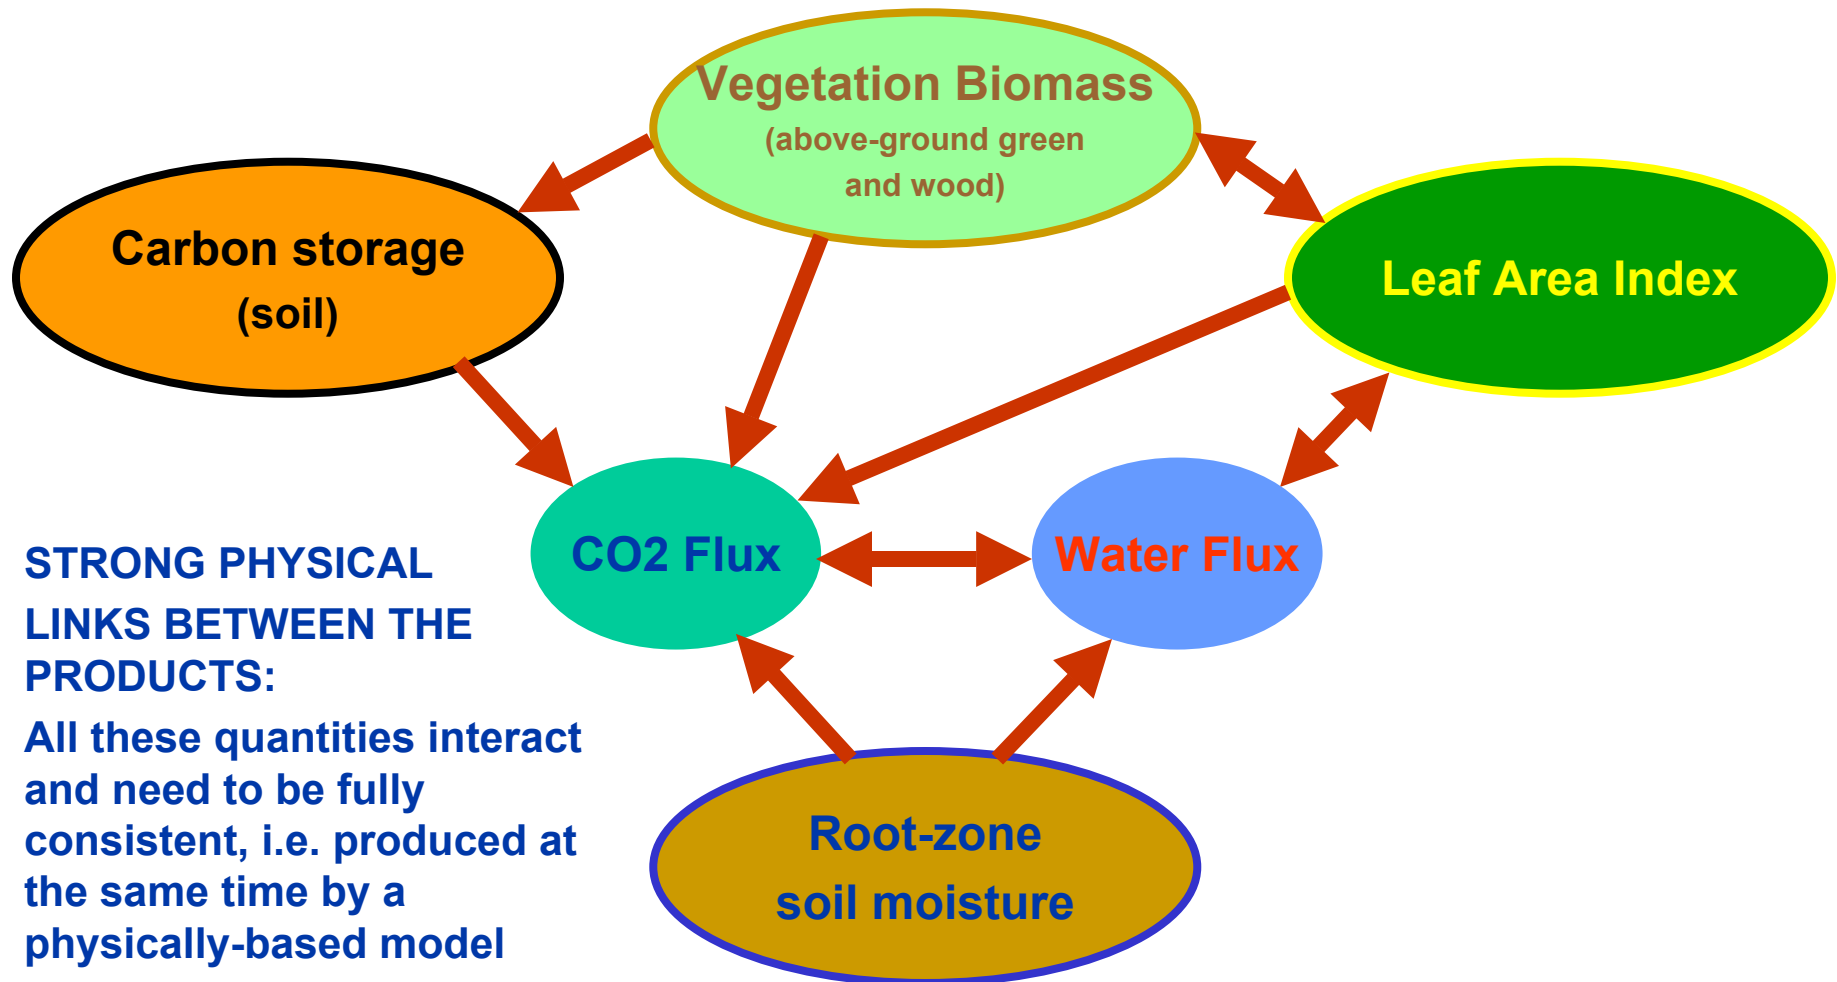 Vegetation Biomass
(above-ground green
and wood)
Carbon storage
(soil)
Leaf Area Index
CO2 Flux
Water Flux
STRONG PHYSICAL
LINKS BETWEEN THE
PRODUCTS:
All these quantities interact
and need to be fully
consistent, i.e. produced at
the same time by a
physically-based model
Root-zone
soil moisture